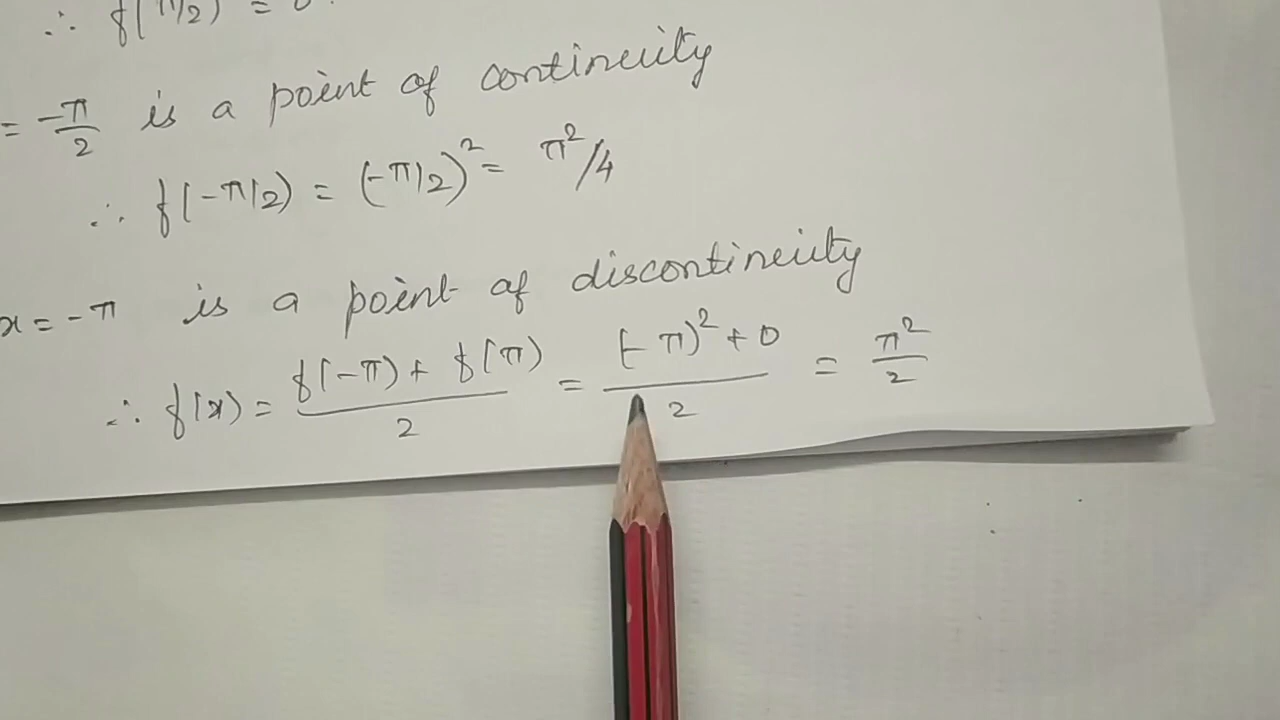 ∴ f(π/2) = 0.
= -π/2 is a point of continuity
∴ f(-π/2) = (-π/2)² = π²/4
x = -π is a point of discontinuity
∴ f(x) = f(-π) + f(π) / 2 = (-π)² + 0 / 2 = π²/2